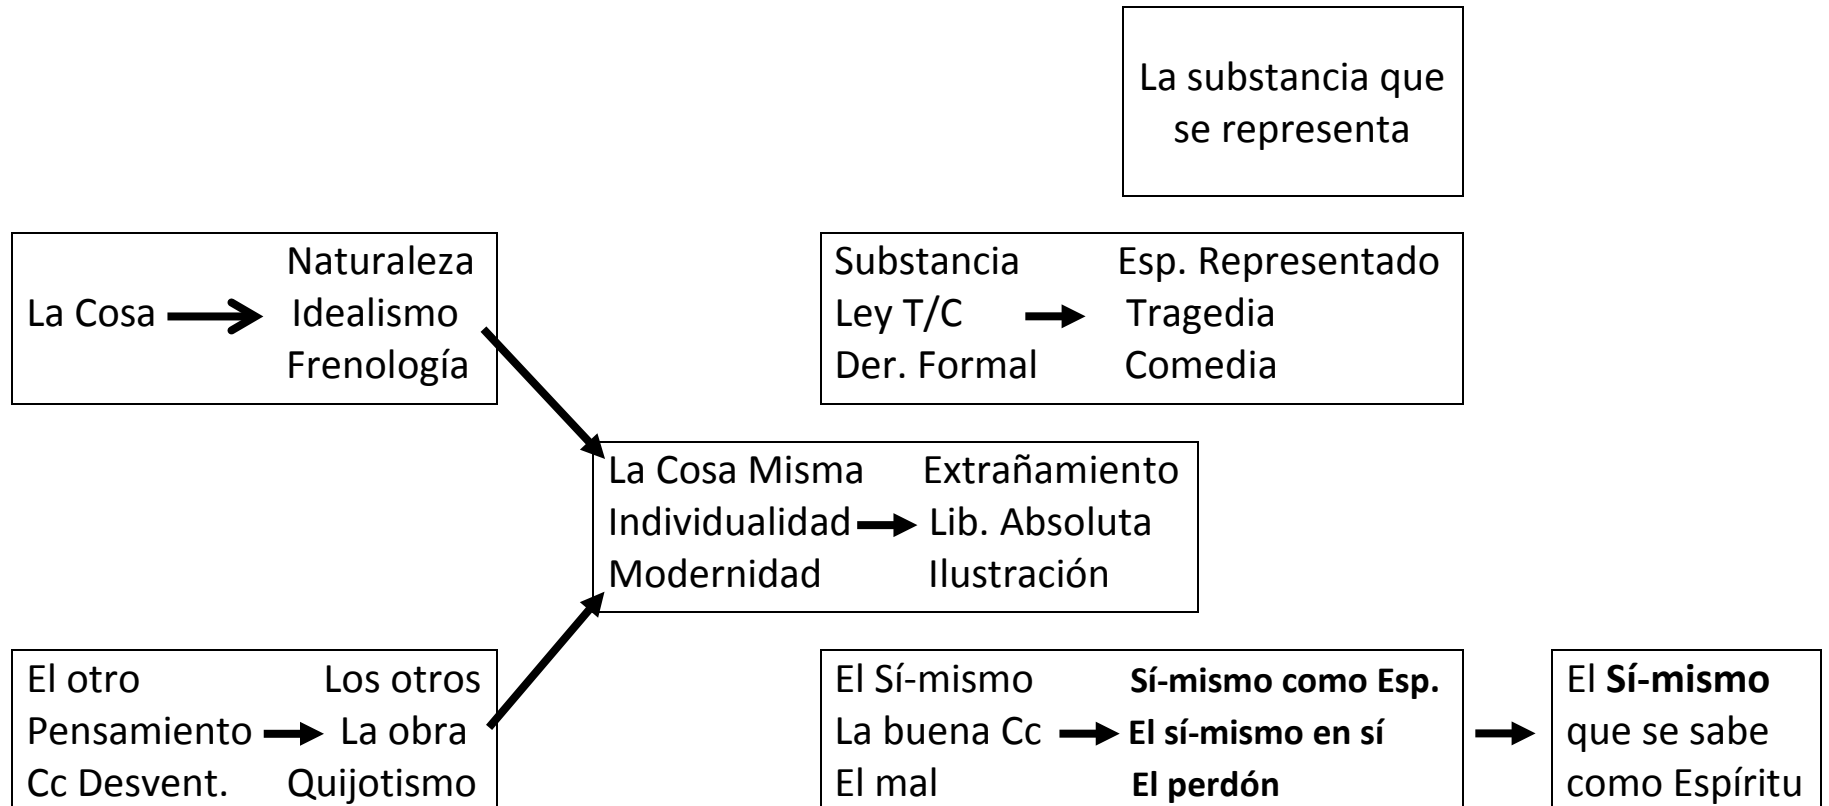 La substancia que
se representa
Naturaleza
La Cosa Idealismo
Frenología
Substancia Esp. Representado
Ley T/C Tragedia
Der. Formal Comedia
La Cosa Misma Extrañamiento
Individualidad Lib. Absoluta
Modernidad Ilustración
El otro Los otros
Pensamiento La obra
Cc Desvent. Quijotismo
El Sí-mismo Sí-mismo como Esp.
La buena Cc El sí-mismo en sí
El mal El perdón
El Sí-mismo
que se sabe
como Espíritu